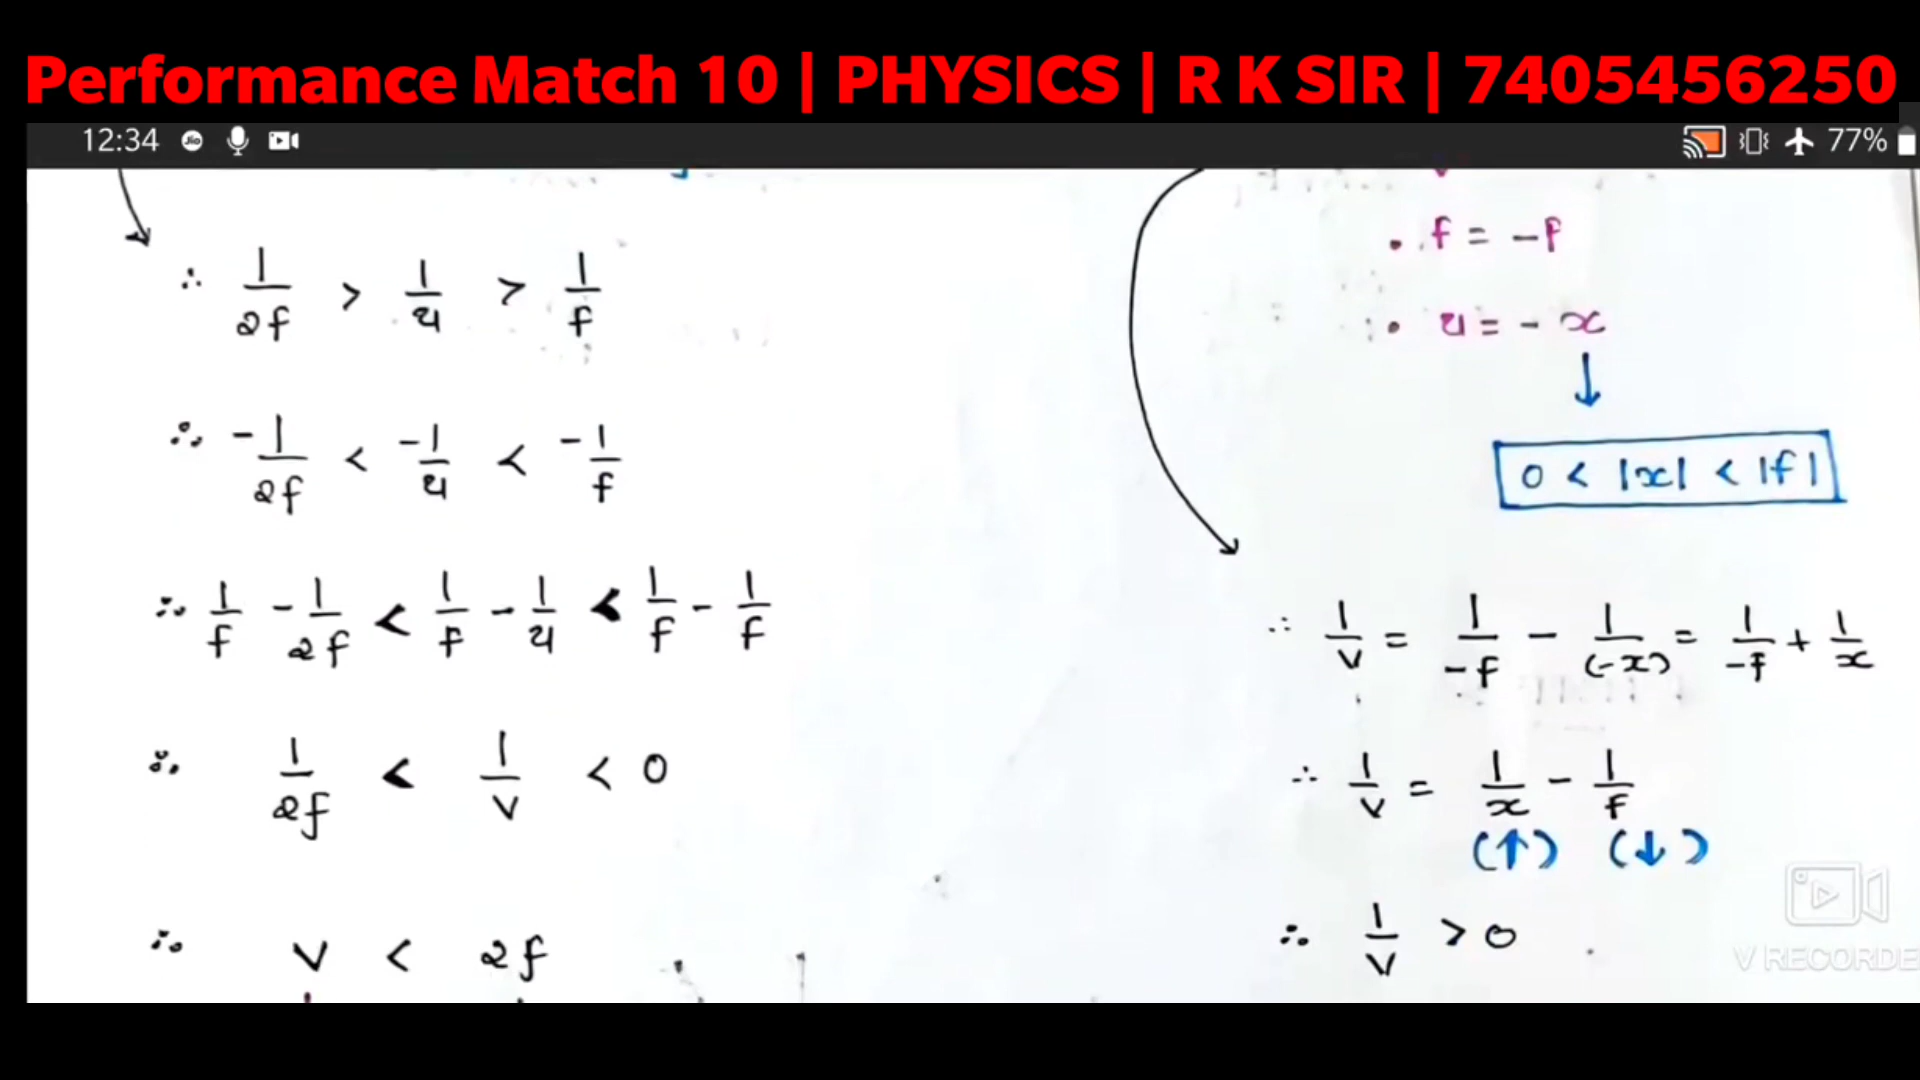 Performance Match 10 | PHYSICS | R K SIR | 7405456250
12:34
77%
∴ 1/2f > 1/u > 1/f
∴ -1/2f < -1/u < -1/f
∴ 1/f - 1/2f < 1/f - 1/u < 1/f - 1/f
∴ 1/2f < 1/v < 0
∴ v < 2f
• f = -f
• u = - x
↓
0 < |x| < |f|
∴ 1/v = 1/-f - 1/(-x) = 1/-f + 1/x
∴ 1/v = 1/x - 1/f
(↑) (↓)
∴ 1/v > 0
V RECORDE